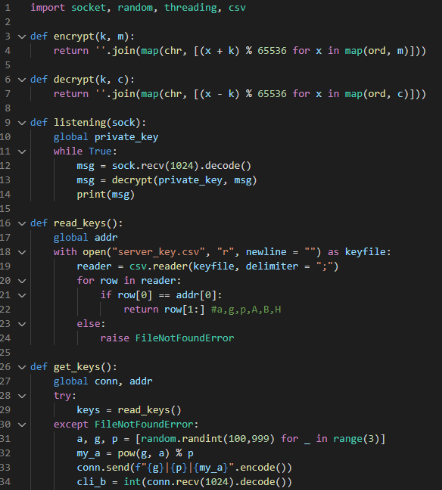 1 import socket, random, threading, csv
2
3 def encrypt(k, m):
4     return ''.join(map(chr, [(x + k) % 65536 for x in map(ord, m)]))
5
6 def decrypt(k, c):
7     return ''.join(map(chr, [(x - k) % 65536 for x in map(ord, c)]))
8
9 def listening(sock):
10     global private_key
11     while True:
12         msg = sock.recv(1024).decode()
13         msg = decrypt(private_key, msg)
14         print(msg)
15
16 def read_keys():
17     global addr
18     with open("server_key.csv", "r", newline = "") as keyfile:
19         reader = csv.reader(keyfile, delimiter = ";")
20         for row in reader:
21             if row[0] == addr[0]:
22                 return row[1:] #a,g,p,A,B,H
23         else:
24             raise FileNotFoundError
25
26 def get_keys():
27     global conn, addr
28     try:
29         keys = read_keys()
30     except FileNotFoundError:
31         a, g, p = [random.randint(100,999) for _ in range(3)]
32         my_a = pow(g, a) % p
33         conn.send(f"{g}|{p}|{my_a}".encode())
34         cli_b = int(conn.recv(1024).decode())